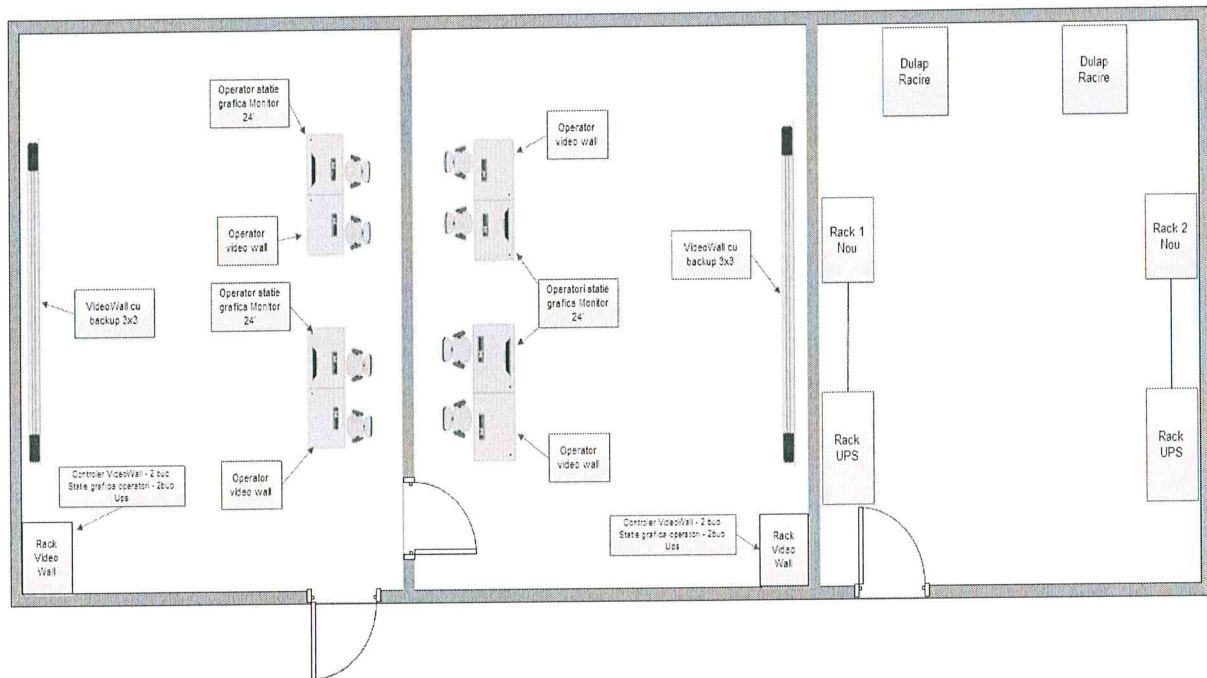 Operator statie
grafica Monitor
24'
Operator
video wall
VideoWall cu
backup 3x3
Operator statie
grafica Monitor
24'
Operator
video wall
Controler VideoWall - 2 buc
Statie grafica operatori - 2buc
Ups
Rack
Video
Wall
Operator
video wall
Operatori statie
grafica Monitor
24'
VideoWall cu
backup 3x3
Operator
video wall
Controler VideoWall - 2 buc
Statie grafica operatori - 2buc
Ups
Rack
Video
Wall
Dulap
Racire
Dulap
Racire
Rack 1
Nou
Rack 2
Nou
Rack
UPS
Rack
UPS